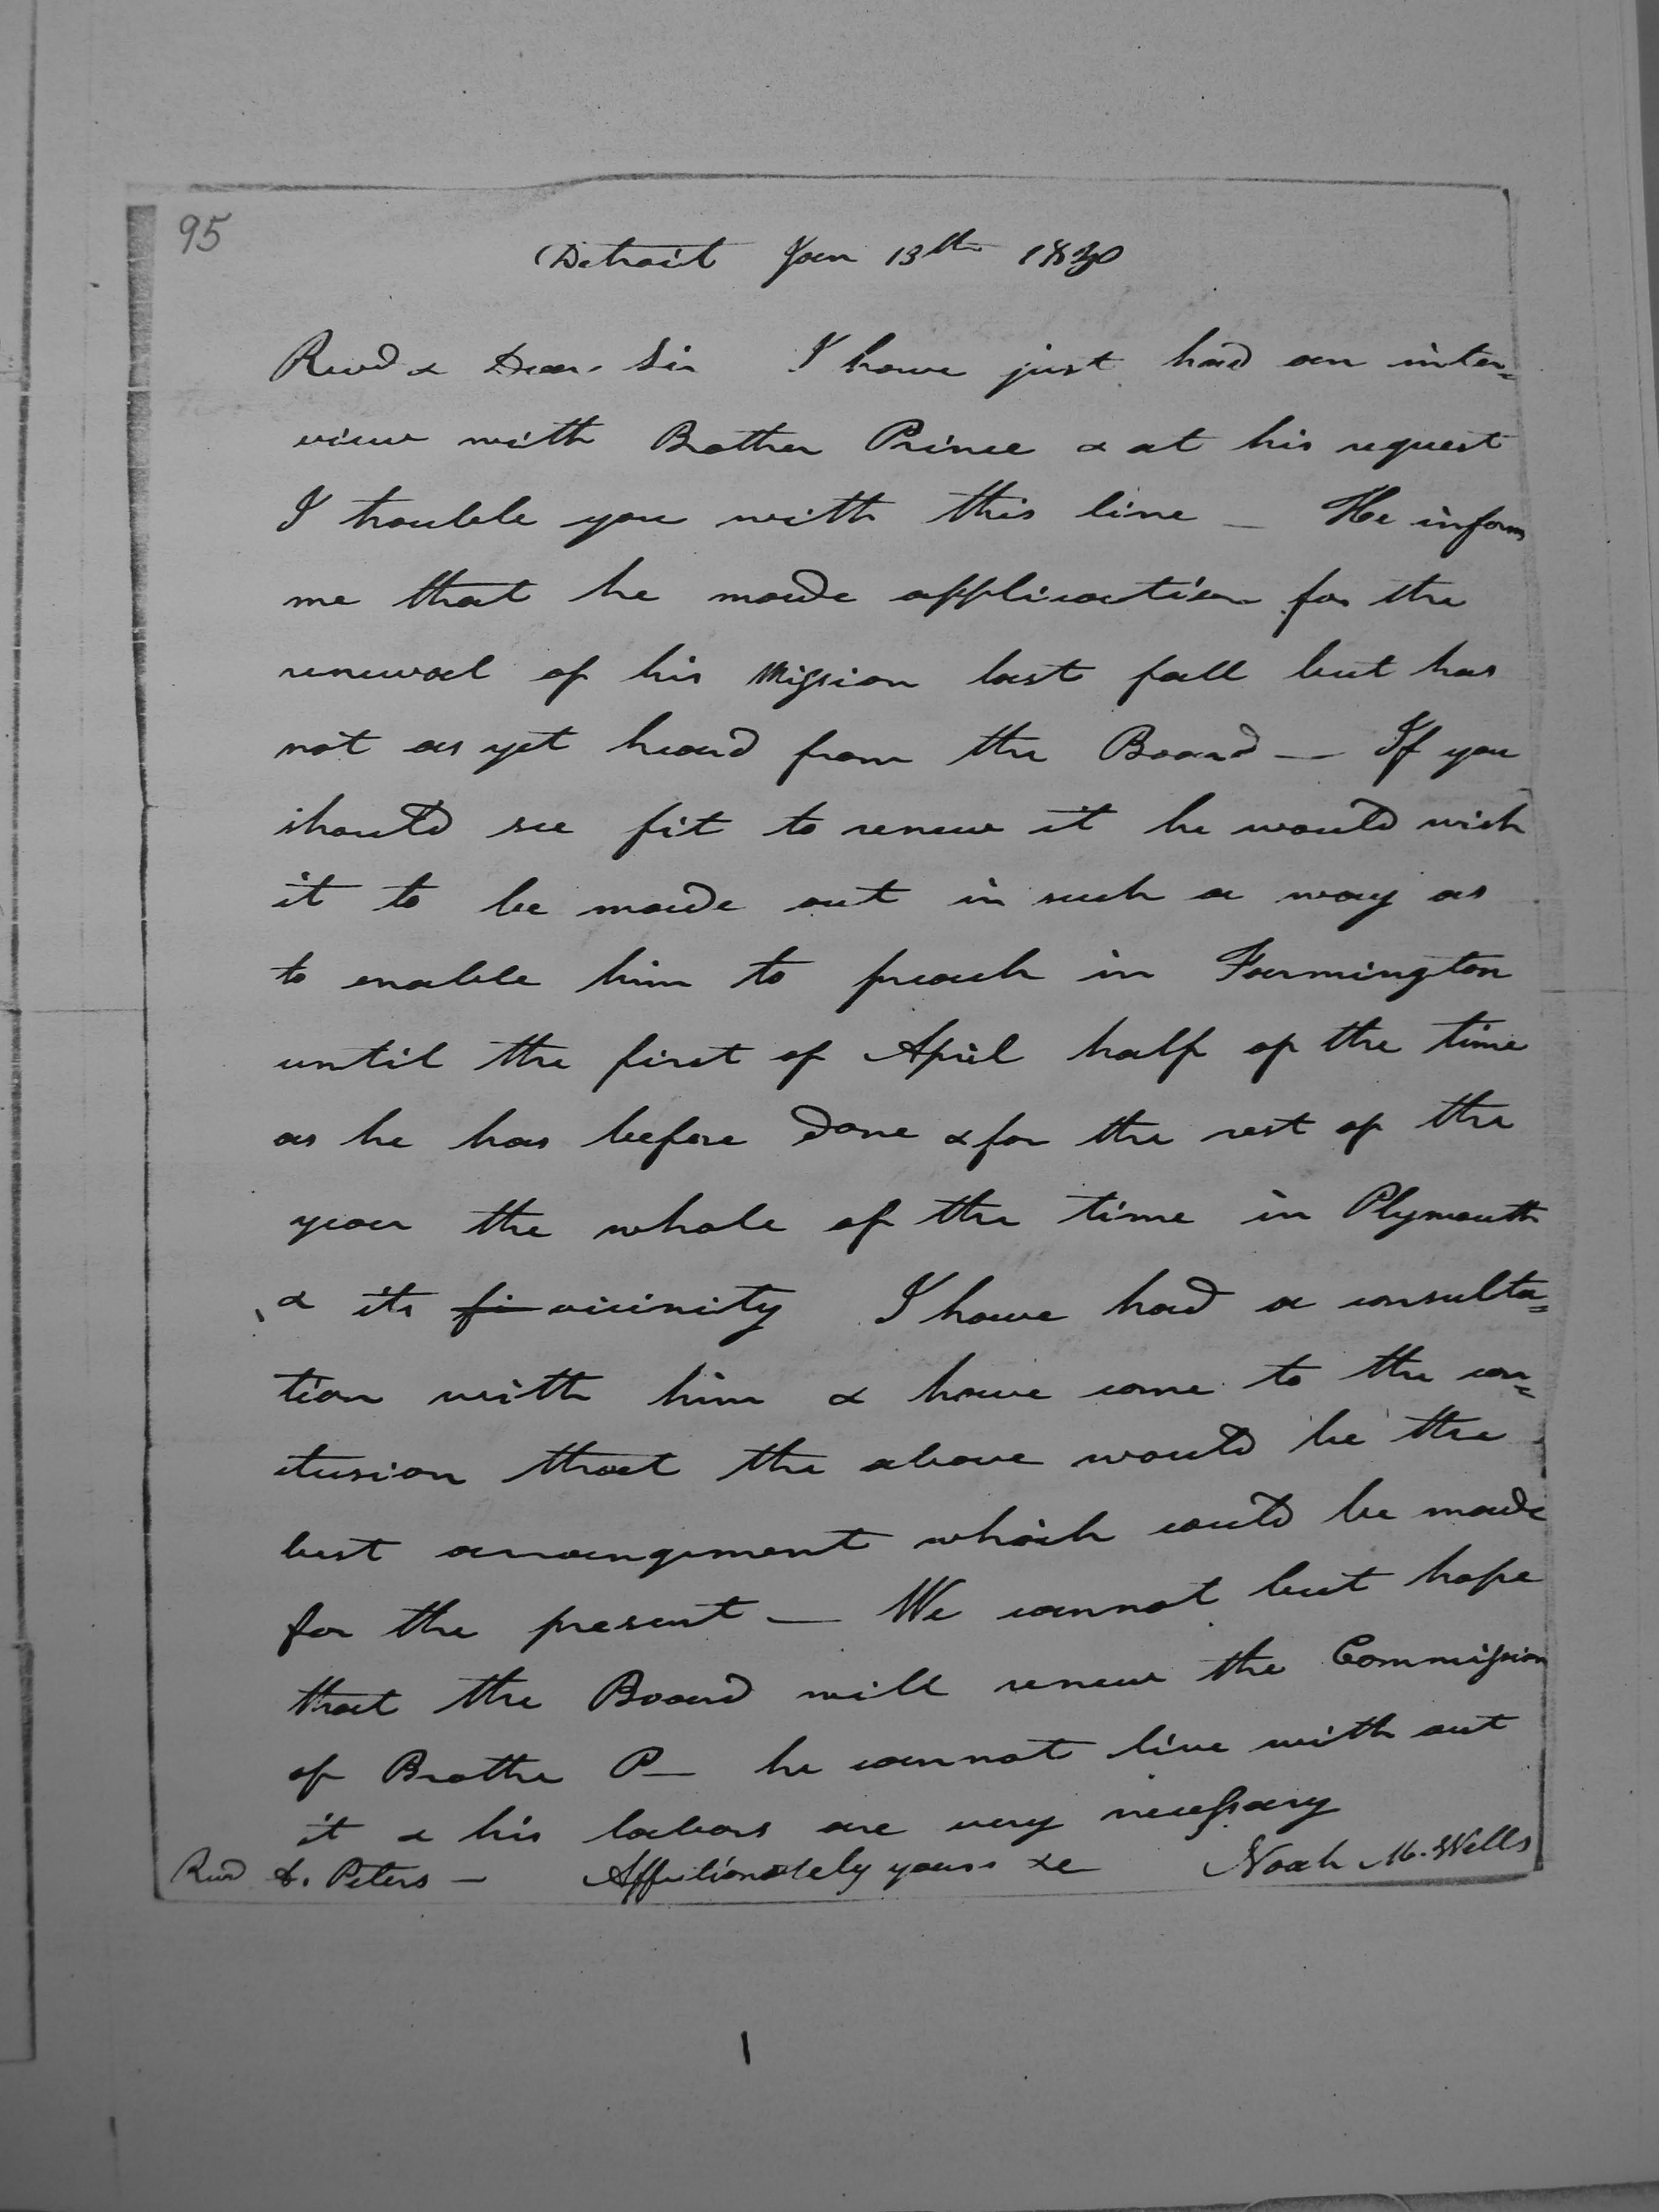 95
Detroit Jan 13th 1830
Revd & Dear Sir I have just had an inter=
view with Brother Prince & at his request
I trouble you with this line — He informs
me that he made application for the
renewal of his Mission last fall but has
not as yet heard from the Board — If you
should see fit to renew it he would wish
it to be made out in such a way as
to enable him to preach in Farmington
until the first of April half of the time
as he has before done & for the rest of the
year the whole of the time in Plymouth
& its fi vicinity I have had a consulta=
tion with him & have come to the con=
clusion that the above would be the
best arrangement which could be made
for the present — We cannot but hope
that the Board will renew the Commission
of Brothe P— he cannot live with out
it & his labors are very necessary
Revd A. Peters — Affectionately yours &c Noah M. Wells